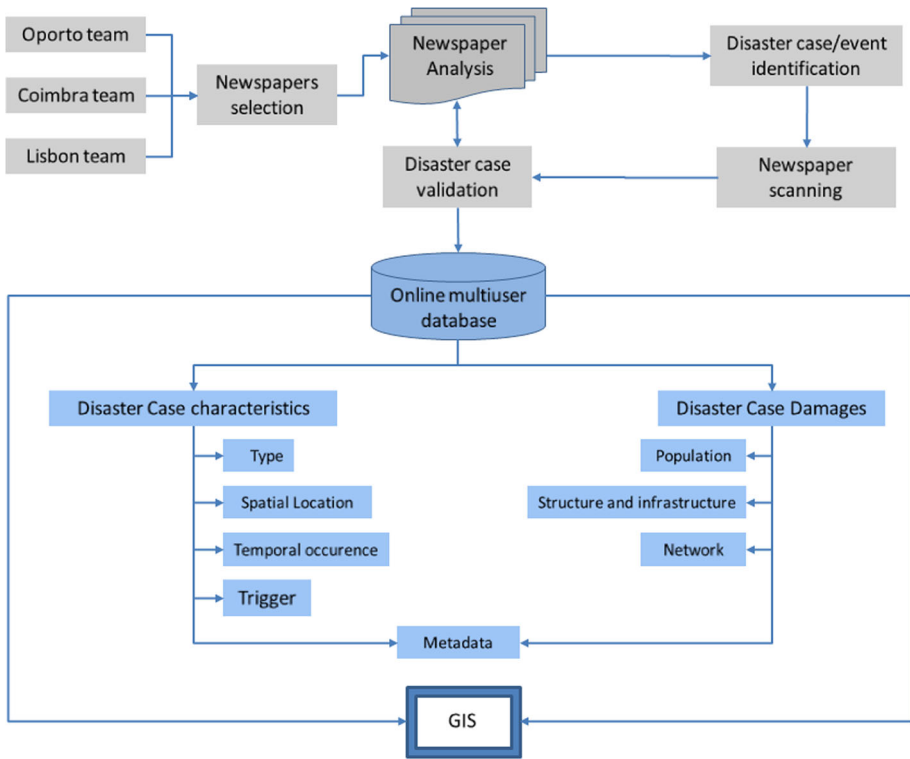 Oporto team
Coimbra team
Lisbon team
Newspapers
selection
Newspaper
Analysis
Disaster case/event
identification
Newspaper
scanning
Disaster case
validation
Online multiuser
database
Disaster Case characteristics
Type
Spatial Location
Temporal occurence
Trigger
Disaster Case Damages
Population
Structure and infrastructure
Network
Metadata
GIS